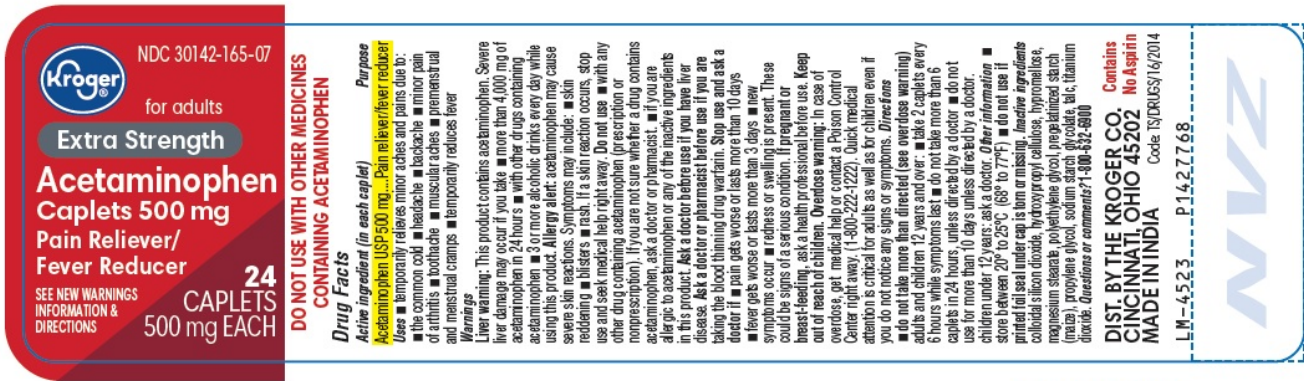 Kroger®
NDC 30142-165-07
for adults
Extra Strength
Acetaminophen
Caplets 500 mg
Pain Reliever/
Fever Reducer
SEE NEW WARNINGS
INFORMATION &
DIRECTIONS
24
CAPLETS
500 mg EACH
DO NOT USE WITH OTHER MEDICINES
CONTAINING ACETAMINOPHEN
Drug Facts
Active ingredient (in each caplet) Purpose
Acetaminophen USP 500 mg....Pain reliever/fever reducer
Uses ■ temporarily relieves minor aches and pains due to:
■ the common cold ■ headache ■ backache ■ minor pain
of arthritis ■ toothache ■ muscular aches ■ premenstrual
and menstrual cramps ■ temporarily reduces fever
Warnings
Liver warning: This product contains acetaminophen. Severe
liver damage may occur if you take ■ more than 4,000 mg of
acetaminophen in 24 hours ■ with other drugs containing
acetaminophen ■ 3 or more alcoholic drinks every day while
using this product. Allergy alert: acetaminophen may cause
severe skin reactions. Symptoms may include: ■ skin
reddening ■ blisters ■ rash. If a skin reaction occurs, stop
use and seek medical help right away. Do not use ■ with any
other drug containing acetaminophen (prescription or
nonprescription). If you are not sure whether a drug contains
acetaminophen, ask a doctor or pharmacist. ■ if you are
allergic to acetaminophen or any of the inactive ingredients
in this product. Ask a doctor before use if you have liver
disease. Ask a doctor or pharmacist before use if you are
taking the blood thinning drug warfarin. Stop use and ask a
doctor if ■ pain gets worse or lasts more than 10 days
■ fever gets worse or lasts more than 3 days ■ new
symptoms occur ■ redness or swelling is present. These
could be signs of a serious condition. If pregnant or
breast-feeding, ask a health professional before use. Keep
out of reach of children. Overdose warning: In case of
overdose, get medical help or contact a Poison Control
Center right away. (1-800-222-1222). Quick medical
attention is critical for adults as well as for children even if
you do not notice any signs or symptoms. Directions
■ do not take more than directed (see overdose warning)
adults and children 12 years and over: ■ take 2 caplets every
6 hours while symptoms last ■ do not take more than 6
caplets in 24 hours, unless directed by a doctor ■ do not
use for more than 10 days unless directed by a doctor.
children under 12 years: ask a doctor. Other information ■
store between 20° to 25°C (68° to 77°F) ■ do not use if
printed foil seal under cap is torn or missing. Inactive ingredients
colloidal silicon dioxide, hydroxypropyl cellulose, hypromellose,
magnesium stearate, polyethylene glycol, pregelatinized starch
(maize), propylene glycol, sodium starch glycolate, talc, titanium
dioxide. Questions or comments? 1-800-632-6900
DIST. BY THE KROGER CO.
CINCINNATI, OHIO 45202
MADE IN INDIA
Contains
No Aspirin
Code: TS/DRUGS/16/2014
LM-4523 P1427768
NVZ